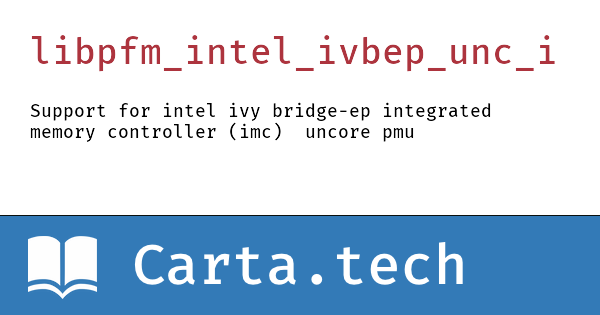 libpfm_intel_ivbep_unc_i
Support for intel ivy bridge-ep integrated
memory controller (imc)  uncore pmu
Carta.tech